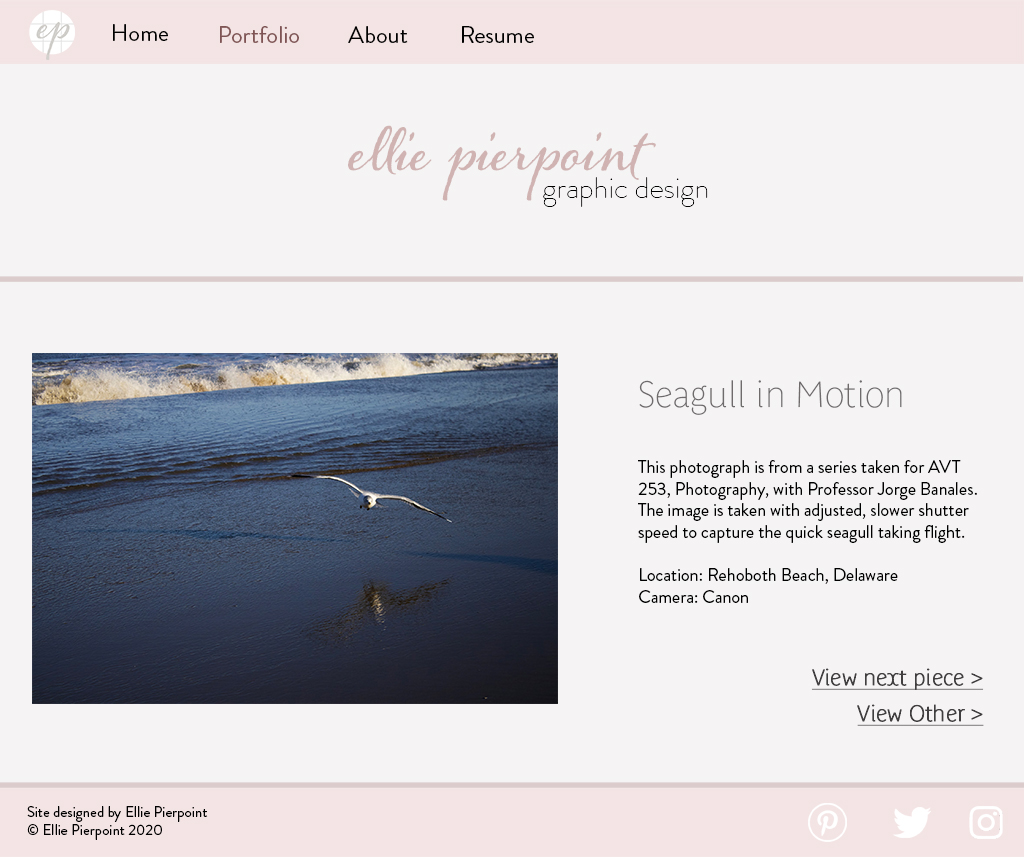 ep
Home Portfolio About Resume
ellie pierpoint
graphic design
Seagull in Motion
This photograph is from a series taken for AVT
253, Photography, with Professor Jorge Banales.
The image is taken with adjusted, slower shutter
speed to capture the quick seagull taking flight.
Location: Rehoboth Beach, Delaware
Camera: Canon
View next piece >
View Other >
Site designed by Ellie Pierpoint
© Ellie Pierpoint 2020